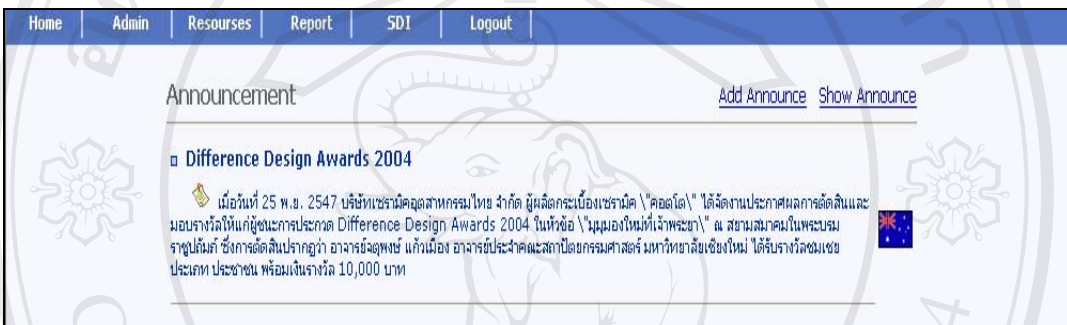 Home Admin Resourses Report SDI Logout
Announcement Add Announce Show Announce
Difference Design Awards 2004
เมื่อวันที่ 25 พ.ย. 2547 บริษัทเซรามิคอุตสาหกรรมไทย จำกัด ผู้ผลิตกระเบื้องเซรามิค \"คอตโต\" ได้จัดงานประกาศผลการตัดสินและ
มอบรางวัลให้แก่ผู้ชนะการประกวด Difference Design Awards 2004 ในหัวข้อ \"มุมมองใหม่ที่เจ้าพระยา\" ณ สยามสมาคมในพระบรม
ราชูปถัมภ์ ซึ่งการตัดสินปรากฏว่า อาจารย์จตุพงษ์ แก้วเมือง อาจารย์ประจำคณะสถาปัตยกรรมศาสตร์ มหาวิทยาลัยเชียงใหม่ ได้รับรางวัลชมเชย
ประเภท ประชาชน พร้อมเงินรางวัล 10,000 บาท